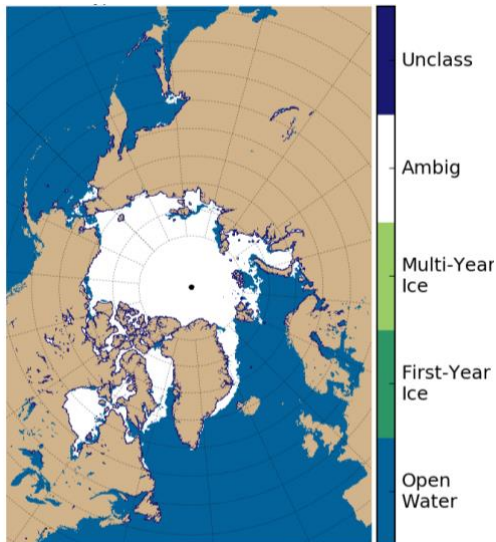 Unclass
Ambig
Multi-Year
Ice
First-Year
Ice
Open
Water